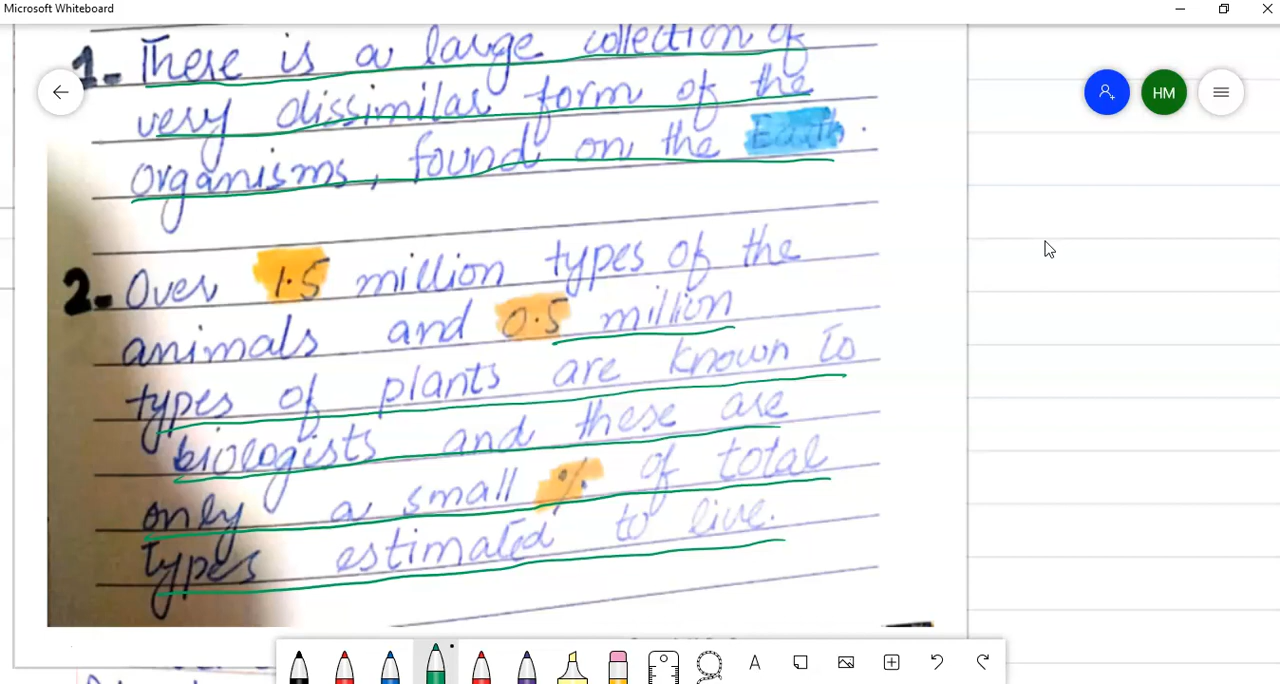 Microsoft Whiteboard
1- There is a large collection of
very dissimilar form of the
organisms, found on the Earth.
2- Over 1.5 million types of the
animals and 0.5 million
types of plants are known to
biologists and these are
only a small % of total
types estimated to live.
HM
A